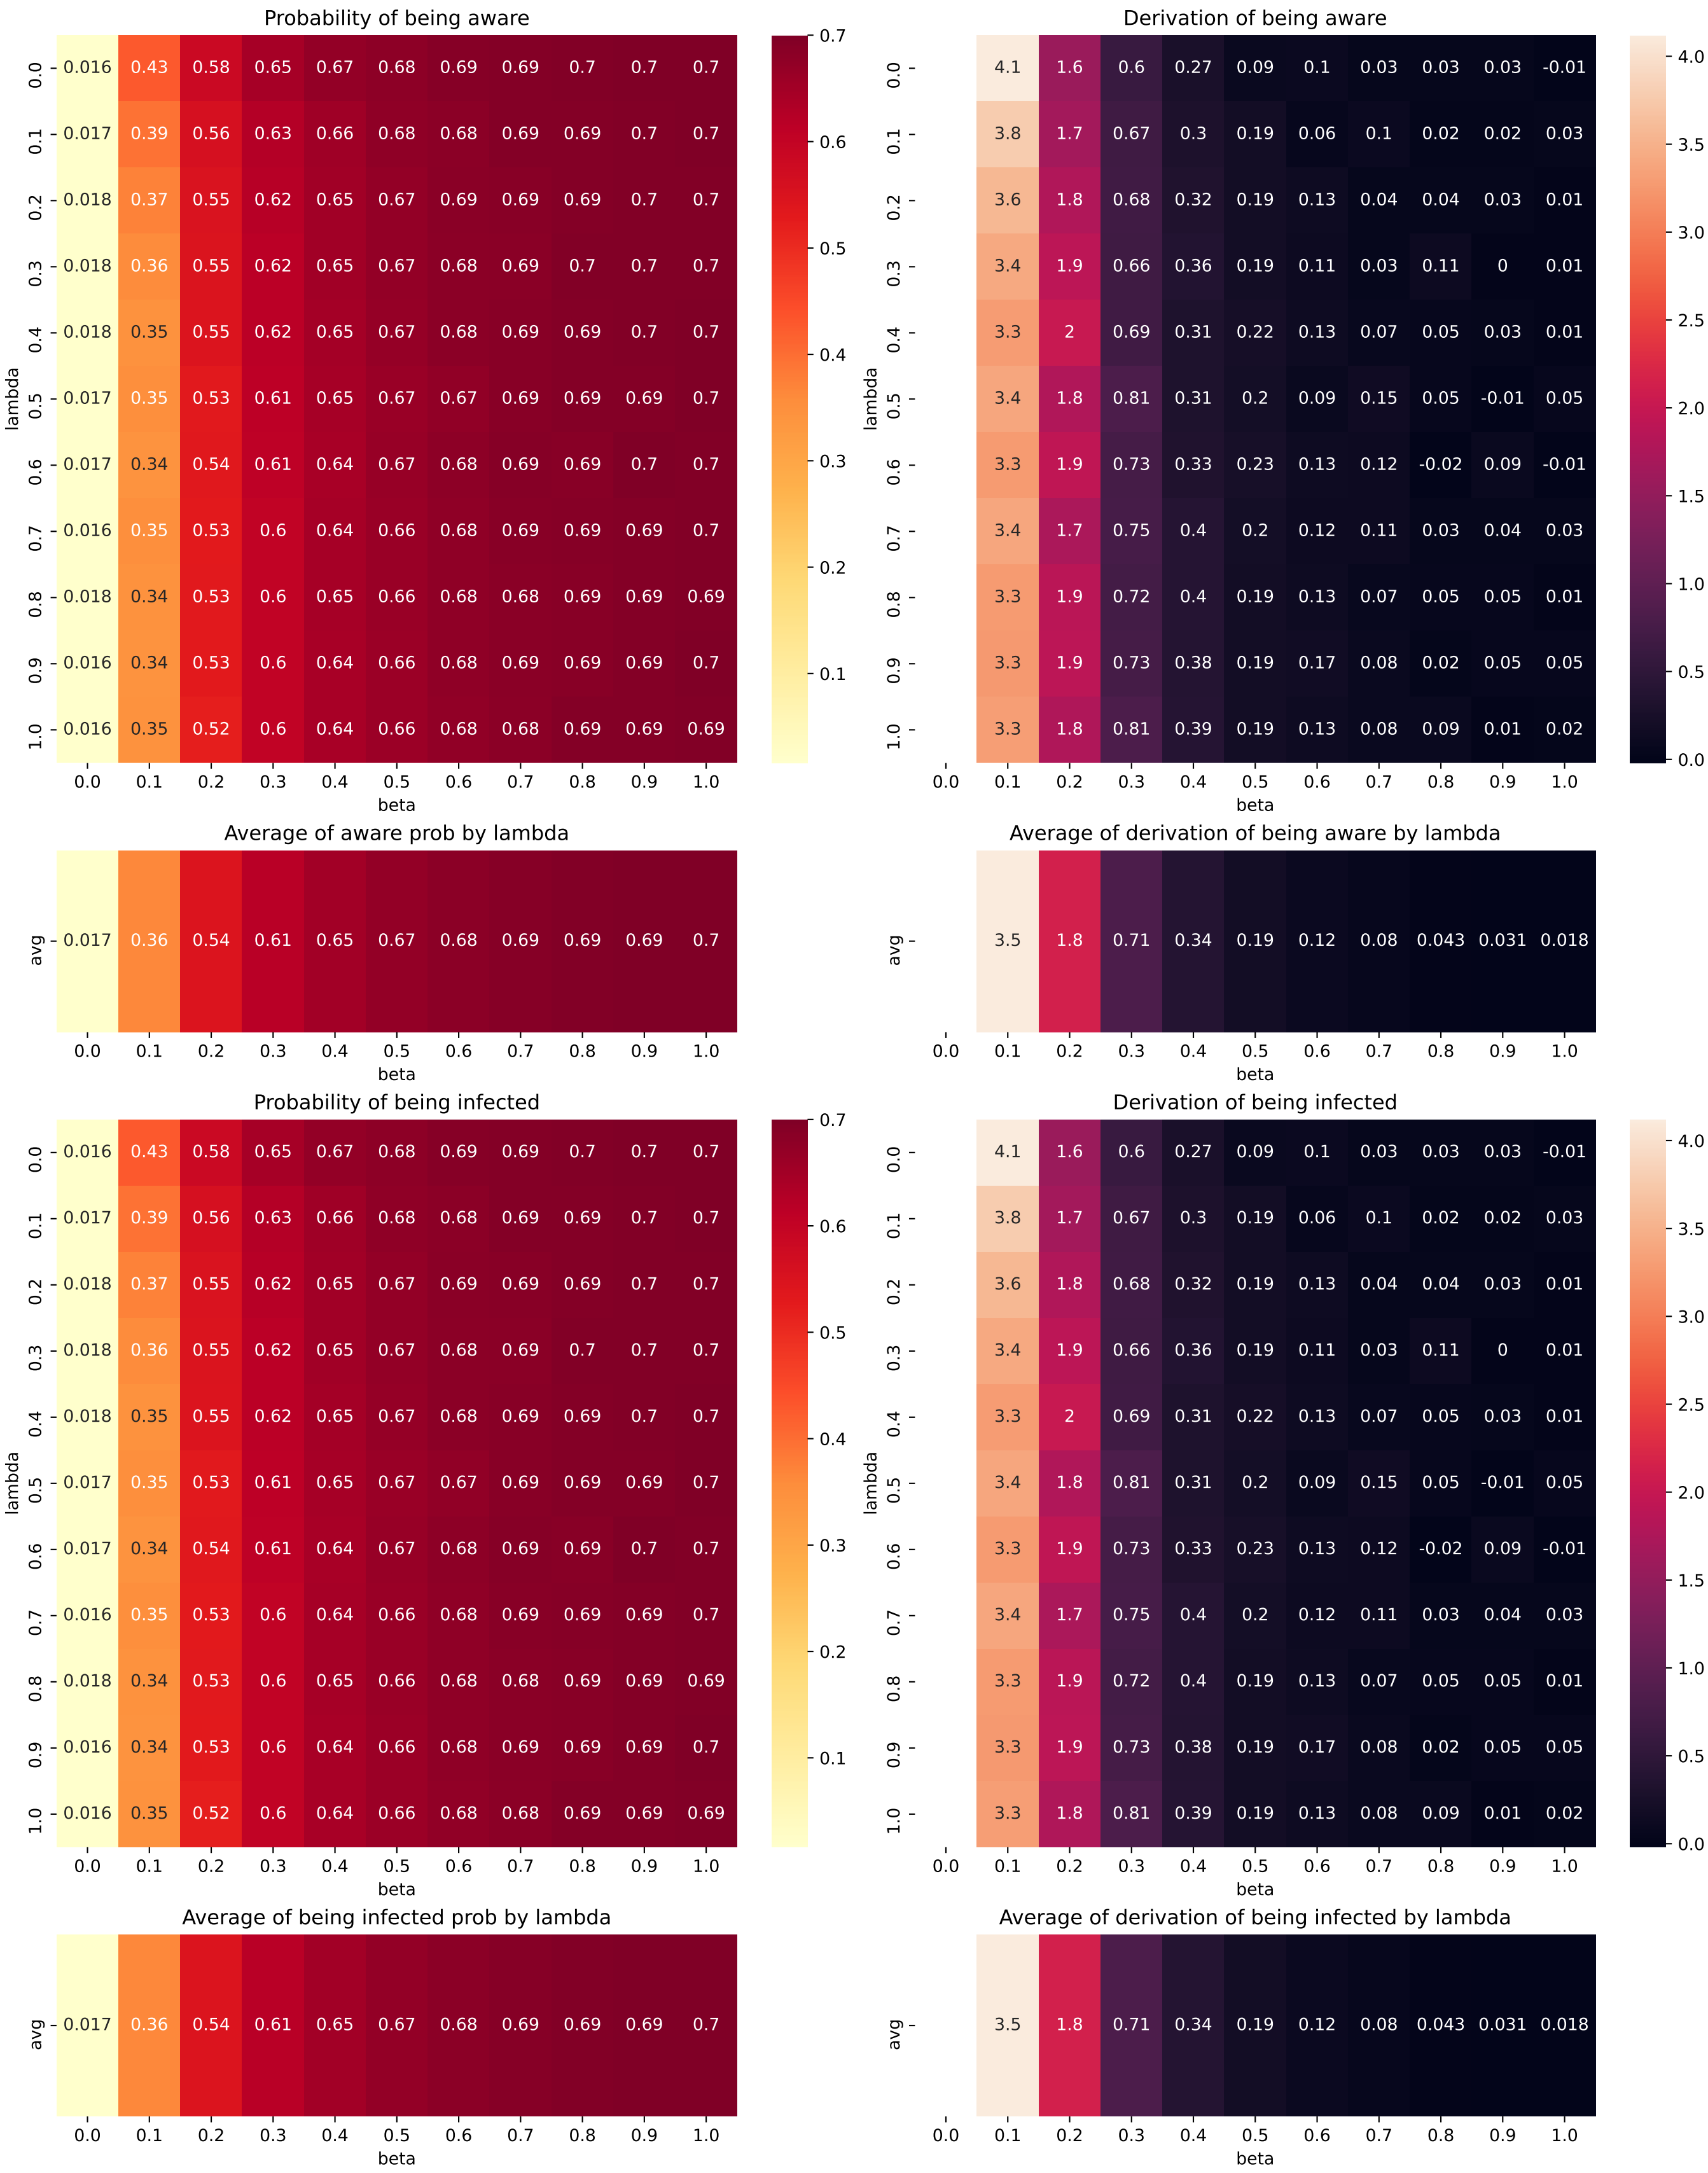 Probability of being aware
0.0 0.016 0.43 0.58 0.65 0.67 0.68 0.69 0.69 0.7 0.7 0.7
0.1 0.017 0.39 0.56 0.63 0.66 0.68 0.68 0.69 0.69 0.7 0.7
0.2 0.018 0.37 0.55 0.62 0.65 0.67 0.69 0.69 0.69 0.7 0.7
0.3 0.018 0.36 0.55 0.62 0.65 0.67 0.68 0.69 0.7 0.7 0.7
0.4 0.018 0.35 0.55 0.62 0.65 0.67 0.68 0.69 0.69 0.7 0.7
lambda
0.5 0.017 0.35 0.53 0.61 0.65 0.67 0.67 0.69 0.69 0.69 0.7
0.6 0.017 0.34 0.54 0.61 0.64 0.67 0.68 0.69 0.69 0.7 0.7
0.7 0.016 0.35 0.53 0.6 0.64 0.66 0.68 0.69 0.69 0.69 0.7
0.8 0.018 0.34 0.53 0.6 0.65 0.66 0.68 0.68 0.69 0.69 0.69
0.9 0.016 0.34 0.53 0.6 0.64 0.66 0.68 0.69 0.69 0.69 0.7
1.0 0.016 0.35 0.52 0.6 0.64 0.66 0.68 0.68 0.69 0.69 0.69
0.0 0.1 0.2 0.3 0.4 0.5 0.6 0.7 0.8 0.9 1.0
beta
0.7
0.6
0.5
0.4
0.3
0.2
0.1
Derivation of being aware
0.0 4.1 1.6 0.6 0.27 0.09 0.1 0.03 0.03 0.03 -0.01
0.1 3.8 1.7 0.67 0.3 0.19 0.06 0.1 0.02 0.02 0.03
0.2 3.6 1.8 0.68 0.32 0.19 0.13 0.04 0.04 0.03 0.01
0.3 3.4 1.9 0.66 0.36 0.19 0.11 0.03 0.11 0 0.01
0.4 3.3 2 0.69 0.31 0.22 0.13 0.07 0.05 0.03 0.01
lambda
0.5 3.4 1.8 0.81 0.31 0.2 0.09 0.15 0.05 -0.01 0.05
0.6 3.3 1.9 0.73 0.33 0.23 0.13 0.12 -0.02 0.09 -0.01
0.7 3.4 1.7 0.75 0.4 0.2 0.12 0.11 0.03 0.04 0.03
0.8 3.3 1.9 0.72 0.4 0.19 0.13 0.07 0.05 0.05 0.01
0.9 3.3 1.9 0.73 0.38 0.19 0.17 0.08 0.02 0.05 0.05
1.0 3.3 1.8 0.81 0.39 0.19 0.13 0.08 0.09 0.01 0.02
0.0 0.1 0.2 0.3 0.4 0.5 0.6 0.7 0.8 0.9 1.0
beta
4.0
3.5
3.0
2.5
2.0
1.5
1.0
0.5
0.0
Average of aware prob by lambda
avg 0.017 0.36 0.54 0.61 0.65 0.67 0.68 0.69 0.69 0.69 0.7
0.0 0.1 0.2 0.3 0.4 0.5 0.6 0.7 0.8 0.9 1.0
beta
Average of derivation of being aware by lambda
avg 3.5 1.8 0.71 0.34 0.19 0.12 0.08 0.043 0.031 0.018
0.0 0.1 0.2 0.3 0.4 0.5 0.6 0.7 0.8 0.9 1.0
beta
Probability of being infected
0.0 0.016 0.43 0.58 0.65 0.67 0.68 0.69 0.69 0.7 0.7 0.7
0.1 0.017 0.39 0.56 0.63 0.66 0.68 0.68 0.69 0.69 0.7 0.7
0.2 0.018 0.37 0.55 0.62 0.65 0.67 0.69 0.69 0.69 0.7 0.7
0.3 0.018 0.36 0.55 0.62 0.65 0.67 0.68 0.69 0.7 0.7 0.7
0.4 0.018 0.35 0.55 0.62 0.65 0.67 0.68 0.69 0.69 0.7 0.7
lambda
0.5 0.017 0.35 0.53 0.61 0.65 0.67 0.67 0.69 0.69 0.69 0.7
0.6 0.017 0.34 0.54 0.61 0.64 0.67 0.68 0.69 0.69 0.7 0.7
0.7 0.016 0.35 0.53 0.6 0.64 0.66 0.68 0.69 0.69 0.69 0.7
0.8 0.018 0.34 0.53 0.6 0.65 0.66 0.68 0.68 0.69 0.69 0.69
0.9 0.016 0.34 0.53 0.6 0.64 0.66 0.68 0.69 0.69 0.69 0.7
1.0 0.016 0.35 0.52 0.6 0.64 0.66 0.68 0.68 0.69 0.69 0.69
0.0 0.1 0.2 0.3 0.4 0.5 0.6 0.7 0.8 0.9 1.0
beta
0.7
0.6
0.5
0.4
0.3
0.2
0.1
Derivation of being infected
0.0 4.1 1.6 0.6 0.27 0.09 0.1 0.03 0.03 0.03 -0.01
0.1 3.8 1.7 0.67 0.3 0.19 0.06 0.1 0.02 0.02 0.03
0.2 3.6 1.8 0.68 0.32 0.19 0.13 0.04 0.04 0.03 0.01
0.3 3.4 1.9 0.66 0.36 0.19 0.11 0.03 0.11 0 0.01
0.4 3.3 2 0.69 0.31 0.22 0.13 0.07 0.05 0.03 0.01
lambda
0.5 3.4 1.8 0.81 0.31 0.2 0.09 0.15 0.05 -0.01 0.05
0.6 3.3 1.9 0.73 0.33 0.23 0.13 0.12 -0.02 0.09 -0.01
0.7 3.4 1.7 0.75 0.4 0.2 0.12 0.11 0.03 0.04 0.03
0.8 3.3 1.9 0.72 0.4 0.19 0.13 0.07 0.05 0.05 0.01
0.9 3.3 1.9 0.73 0.38 0.19 0.17 0.08 0.02 0.05 0.05
1.0 3.3 1.8 0.81 0.39 0.19 0.13 0.08 0.09 0.01 0.02
0.0 0.1 0.2 0.3 0.4 0.5 0.6 0.7 0.8 0.9 1.0
beta
4.0
3.5
3.0
2.5
2.0
1.5
1.0
0.5
0.0
Average of being infected prob by lambda
avg 0.017 0.36 0.54 0.61 0.65 0.67 0.68 0.69 0.69 0.69 0.7
0.0 0.1 0.2 0.3 0.4 0.5 0.6 0.7 0.8 0.9 1.0
beta
Average of derivation of being infected by lambda
avg 3.5 1.8 0.71 0.34 0.19 0.12 0.08 0.043 0.031 0.018
0.0 0.1 0.2 0.3 0.4 0.5 0.6 0.7 0.8 0.9 1.0
beta